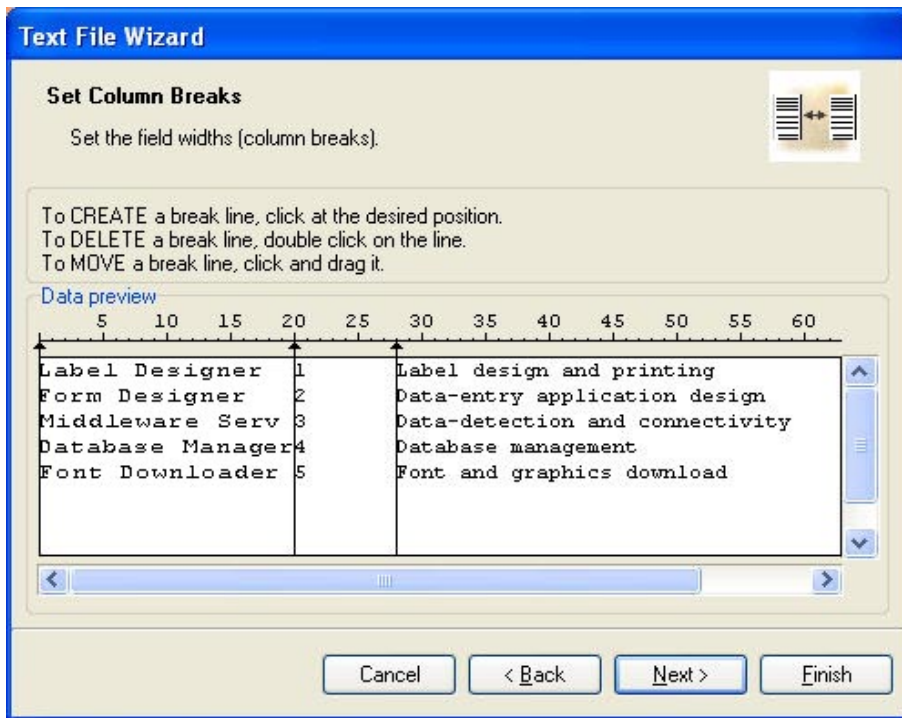 Text File Wizard
Set Column Breaks
Set the field widths (column breaks).
To CREATE a break line, click at the desired position.
To DELETE a break line, double click on the line.
To MOVE a break line, click and drag it.
Data preview
5 10 15 20 25 30 35 40 45 50 55 60
Label Designer 1 Label design and printing
Form Designer 2 Data-entry application design
Middleware Serv 3 Data-detection and connectivity
Database Manager4 Database management
Font Downloader 5 Font and graphics download
Cancel < Back Next > Finish